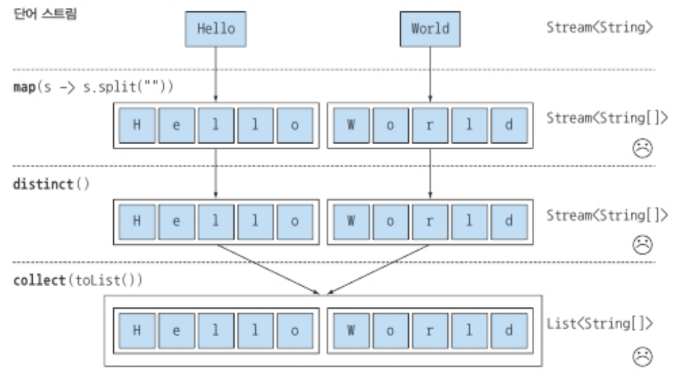 단어 스트림
Hello World Stream<String>
map(s -> s.split(""))
H e l l o W o r l d Stream<String[]>
distinct()
H e l l o W o r l d Stream<String[]>
collect(toList())
H e l l o W o r l d List<String[]>